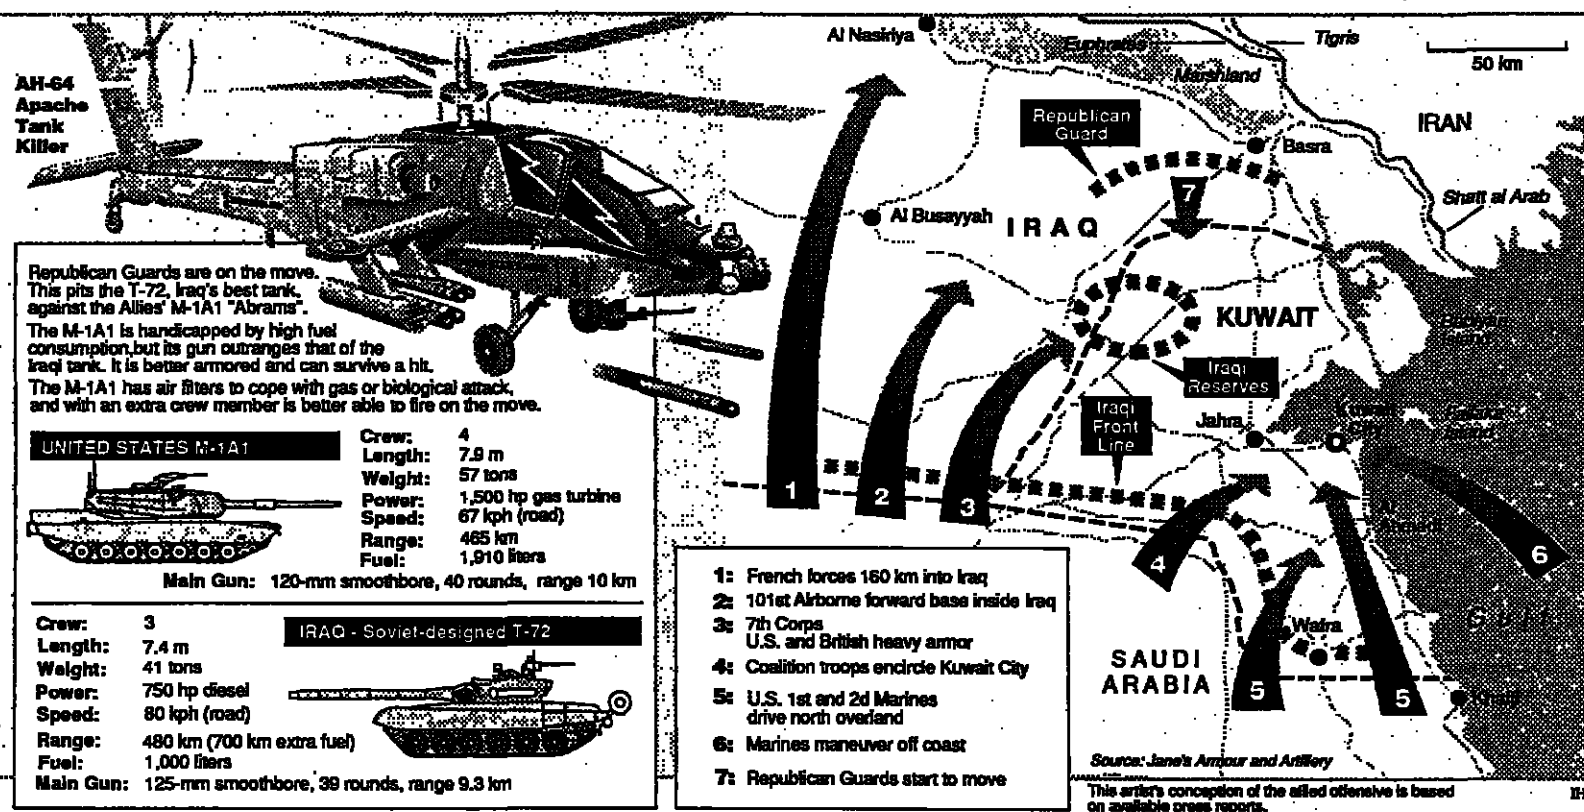 AH-64
Apache
Tank
Killer
Republican Guards are on the move.
This pits the T-72, Iraq's best tank,
against the Allies' M-1A1 "Abrams".
The M-1A1 is handicapped by high fuel
consumption, but its gun outranges that of the
Iraqi tank. It is better armored and can survive a hit.
The M-1A1 has air filters to cope with gas or biological attack,
and with an extra crew member is better able to fire on the move.
UNITED STATES M-1A1
Crew: 4
Length: 7.9 m
Weight: 57 tons
Power: 1,500 hp gas turbine
Speed: 67 kph (road)
Range: 465 km
Fuel: 1,910 liters
Main Gun: 120-mm smoothbore, 40 rounds, range 10 km
IRAQ - Soviet-designed T-72
Crew: 3
Length: 7.4 m
Weight: 41 tons
Power: 750 hp diesel
Speed: 80 kph (road)
Range: 480 km (700 km extra fuel)
Fuel: 1,000 liters
Main Gun: 125-mm smoothbore, 39 rounds, range 9.3 km
Al Nasiriya
Euphrates
Tigris
50 km
Marshland
IRAN
Republican
Guard
Basra
Shatt al Arab
7
Al Busayyah
IRAQ
KUWAIT
Bubiyan
Island
Iraqi
Reserves
Iraqi
Front
Line
Jahra
Kuwait
City
Failaka
Island
Al
Ahmadi
1
2
3
4
6
Gulf
Wafra
SAUDI
ARABIA
5
5
Khafji
1: French forces 160 km into Iraq
2: 101st Airborne forward base inside Iraq
3: 7th Corps
U.S. and British heavy armor
4: Coalition troops encircle Kuwait City
5: U.S. 1st and 2d Marines
drive north overland
6: Marines maneuver off coast
7: Republican Guards start to move
Source: Jane's Armour and Artillery
This artist's conception of the allied offensive is based
on available press reports.